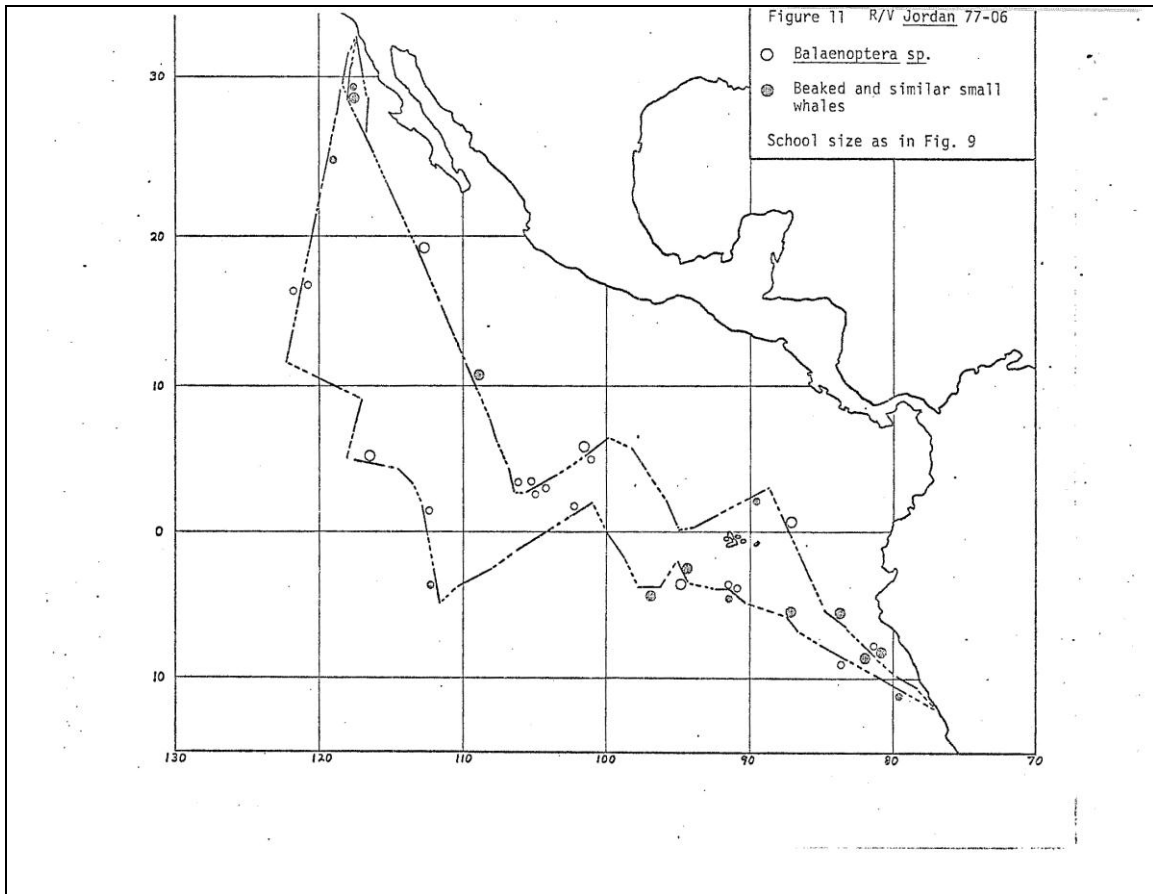 Figure 11 R/V Jordan 77-06
Balaenoptera sp.
Beaked and similar small
whales
School size as in Fig. 9
30
20
10
0
10
130 120 110 100 90 80 70